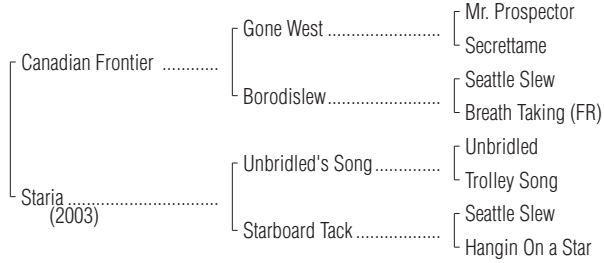 Mr. Prospector
Gone West
Secrettame
Canadian Frontier
Seattle Slew
Borodislew
Breath Taking (FR)
Unbridled
Unbridled's Song
Trolley Song
Staria
(2003)
Seattle Slew
Starboard Tack
Hangin On a Star